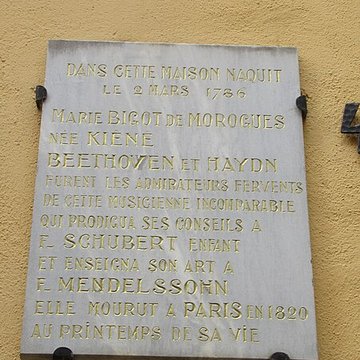 DANS CETTE MAISON NAQUIT
LE 2 MARS 1786
MARIE BIGOT DE MOROGUES
NÉE KIENE
BEETHOVEN ET HAYDN
FURENT LES ADMIRATEURS FERVENTS
DE CETTE MUSICIENNE INCOMPARABLE
QUI PRODIGUA SES CONSEILS A
F. SCHUBERT ENFANT
ET ENSEIGNA SON ART A
F. MENDELSSOHN
ELLE MOURUT A PARIS EN 1820
AU PRINTEMPS DE SA VIE